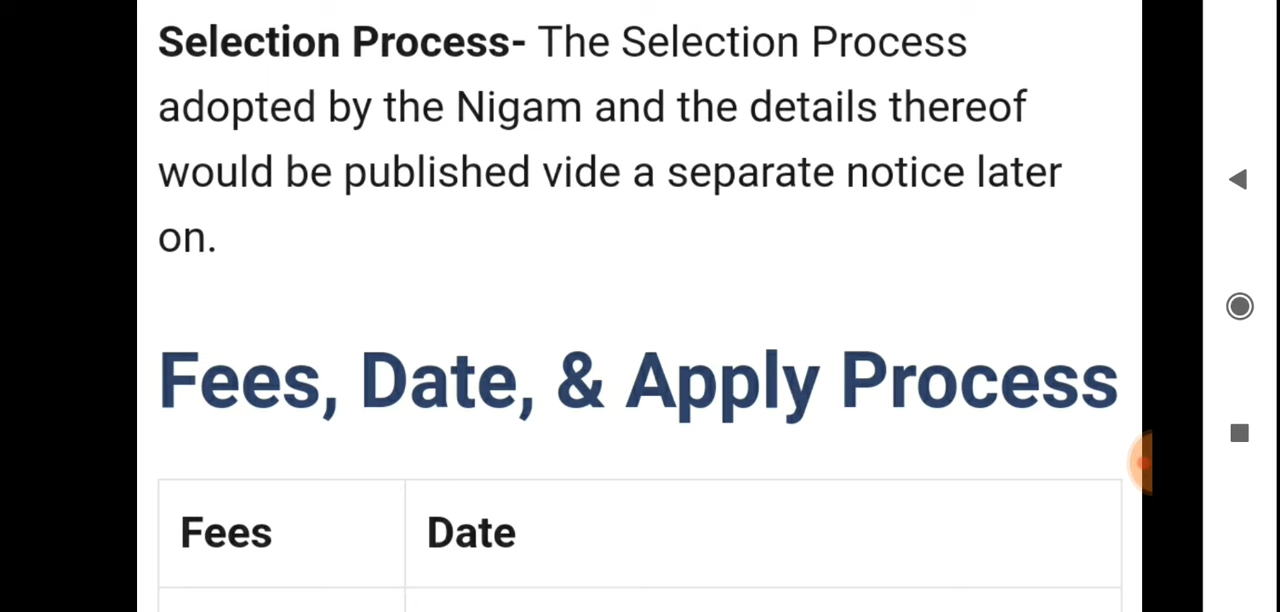 Selection Process- The Selection Process
adopted by the Nigam and the details thereof
would be published vide a separate notice later
on.
Fees, Date, & Apply Process
Fees Date